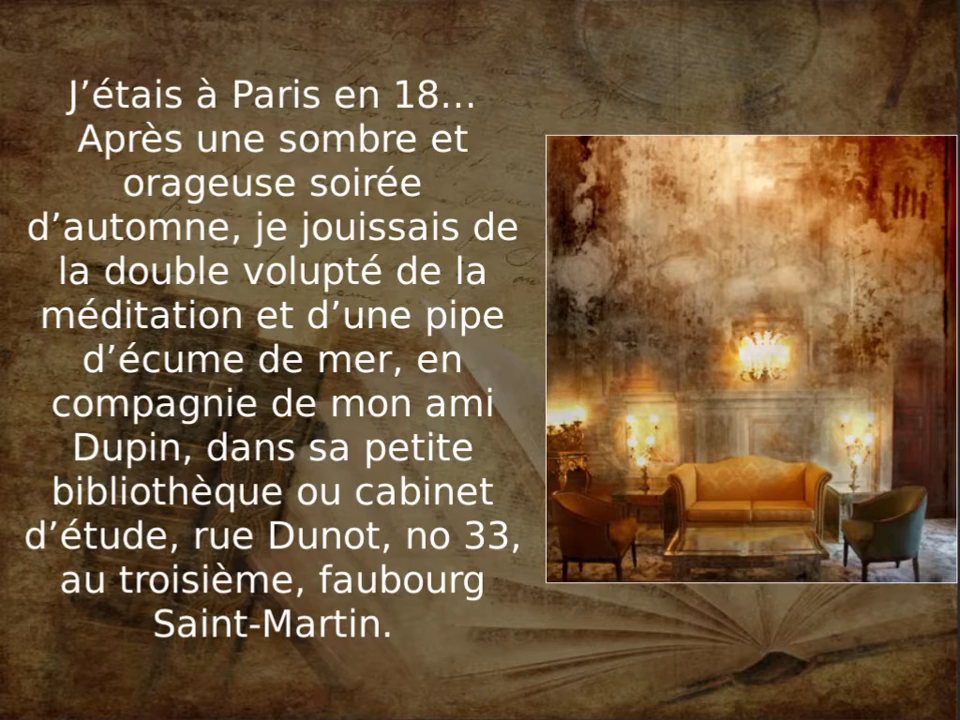 J’étais à Paris en 18…
Après une sombre et
orageuse soirée
d’automne, je jouissais de
la double volupté de la
méditation et d’une pipe
d’écume de mer, en
compagnie de mon ami
Dupin, dans sa petite
bibliothèque ou cabinet
d’étude, rue Dunot, no 33,
au troisième, faubourg
Saint-Martin.